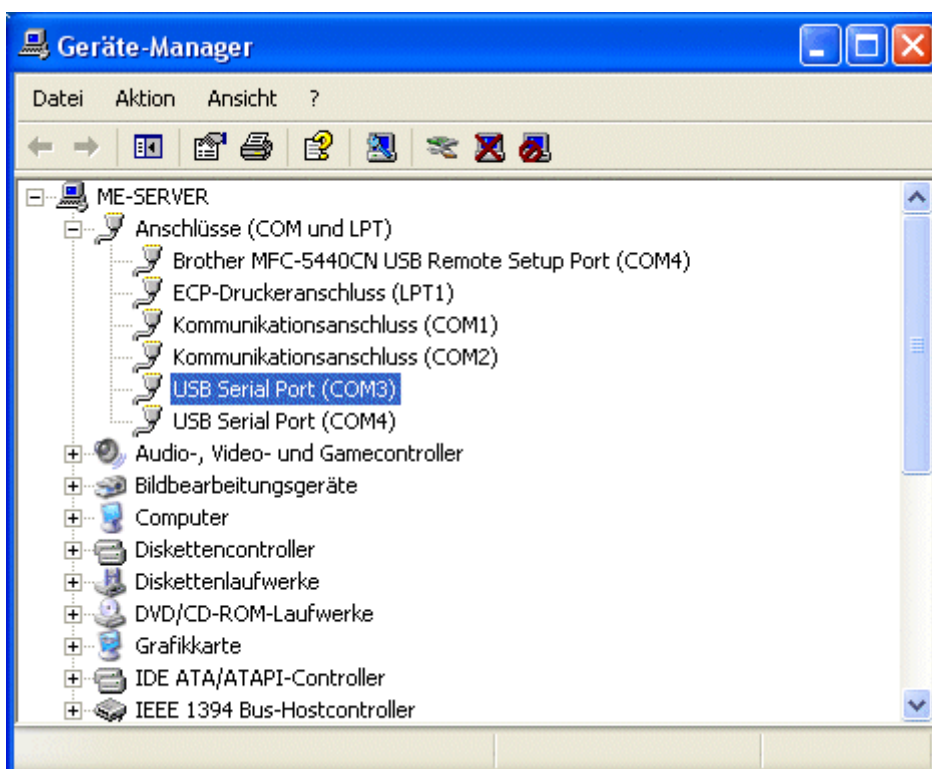 Geräte-Manager
Datei Aktion Ansicht ?
ME-SERVER
Anschlüsse (COM und LPT)
Brother MFC-5440CN USB Remote Setup Port (COM4)
ECP-Druckeranschluss (LPT1)
Kommunikationsanschluss (COM1)
Kommunikationsanschluss (COM2)
USB Serial Port (COM3)
USB Serial Port (COM4)
Audio-, Video- und Gamecontroller
Bildbearbeitungsgeräte
Computer
Diskettencontroller
Diskettenlaufwerke
DVD/CD-ROM-Laufwerke
Grafikkarte
IDE ATA/ATAPI-Controller
IEEE 1394 Bus-Hostcontroller